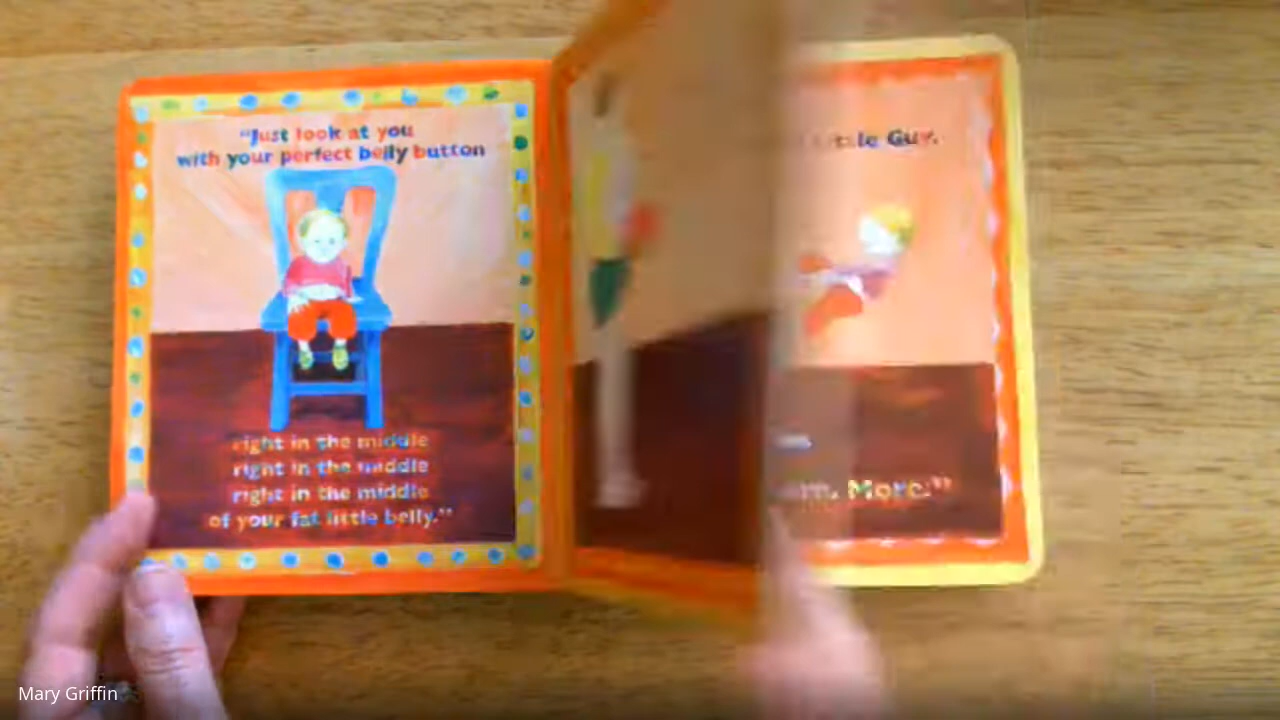 "Just look at you
with your perfect belly button
right in the middle
right in the middle
right in the middle
of your fat little belly."
Little Guy.
More."
Mary Griffin